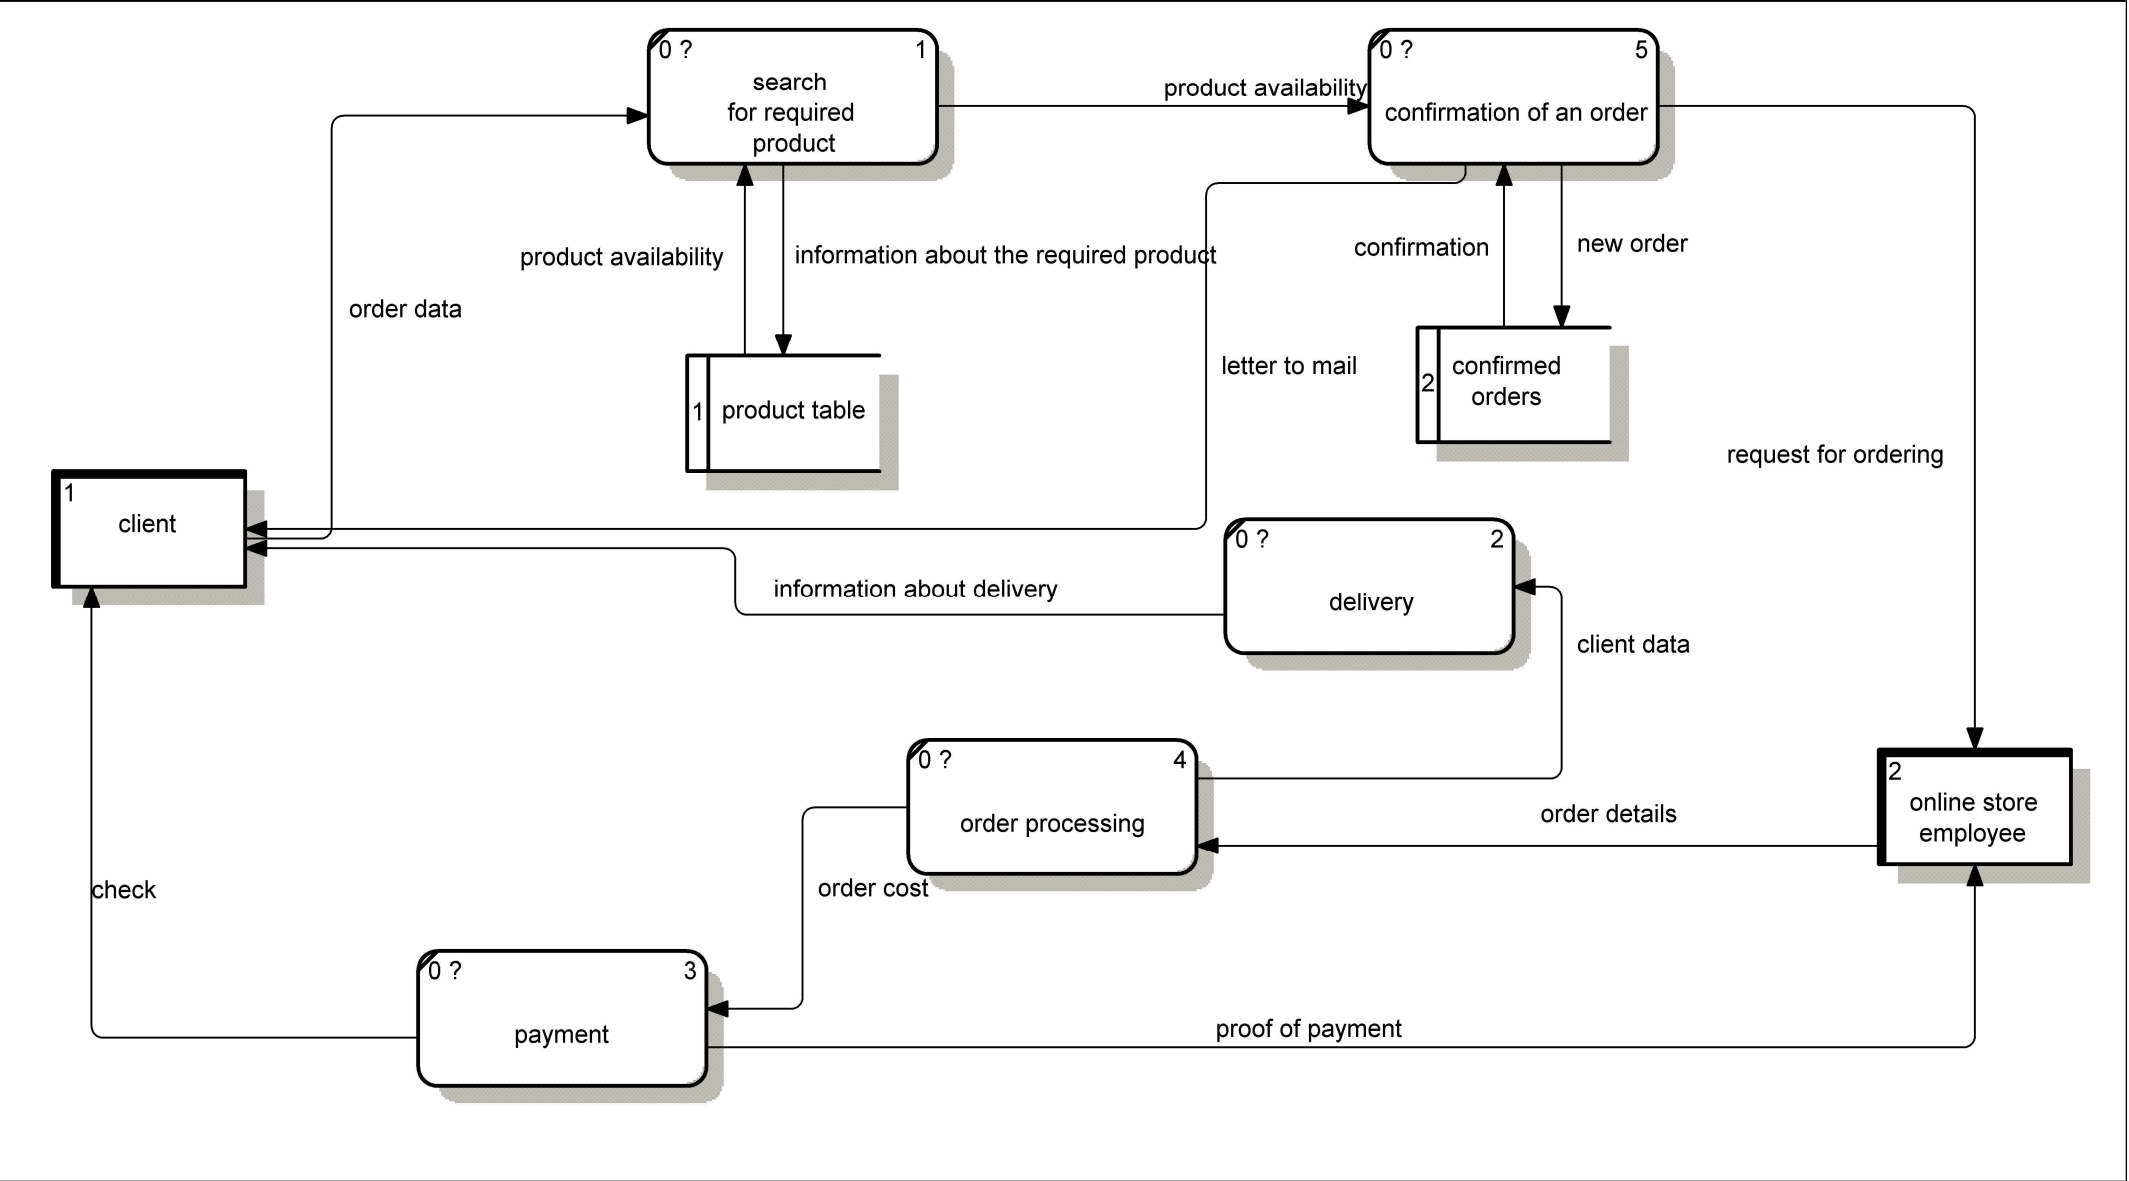 0 ? 1
search
for required
product
product availability
0 ? 5
confirmation of an order
product availability
information about the required product
confirmation
new order
order data
letter to mail
1 product table
2 confirmed
orders
request for ordering
1
client
0 ? 2
delivery
information about delivery
client data
0 ? 4
order processing
order details
2
online store
employee
check
order cost
0 ? 3
payment
proof of payment